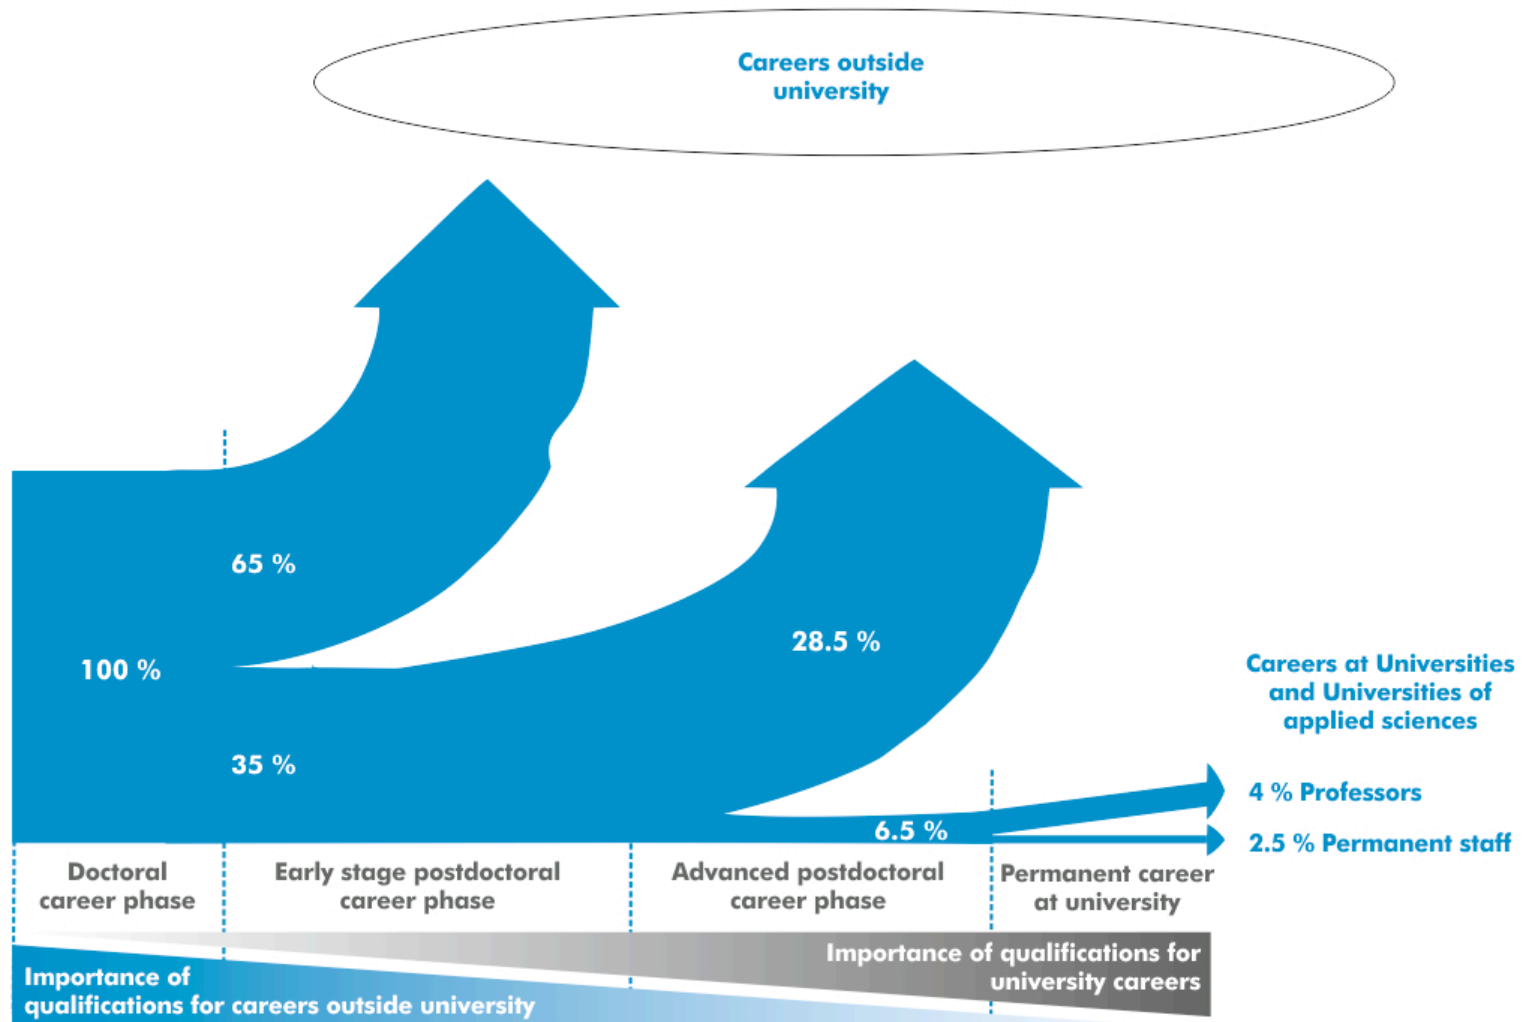 Careers outside
university
65 %
100 %
28.5 %
35 %
Careers at Universities
and Universities of
applied sciences
4 % Professors
6.5 %
2.5 % Permanent staff
Doctoral
career phase
Early stage postdoctoral
career phase
Advanced postdoctoral
career phase
Permanent career
at university
Importance of qualifications for
university careers
Importance of
qualifications for careers outside university